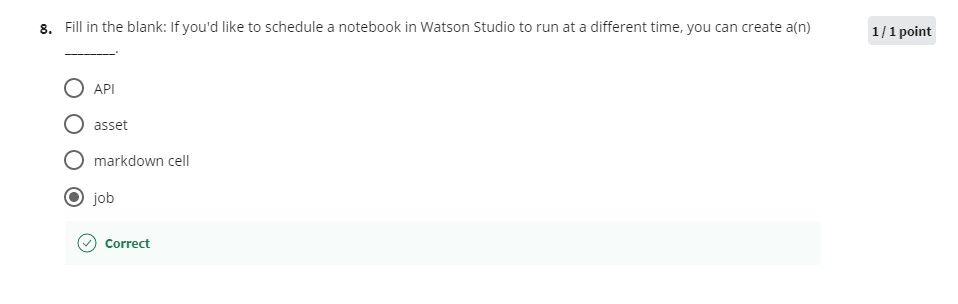 8. Fill in the blank: If you'd like to schedule a notebook in Watson Studio to run at a different time, you can create a(n)
________.
1 / 1 point
API
asset
markdown cell
job
Correct